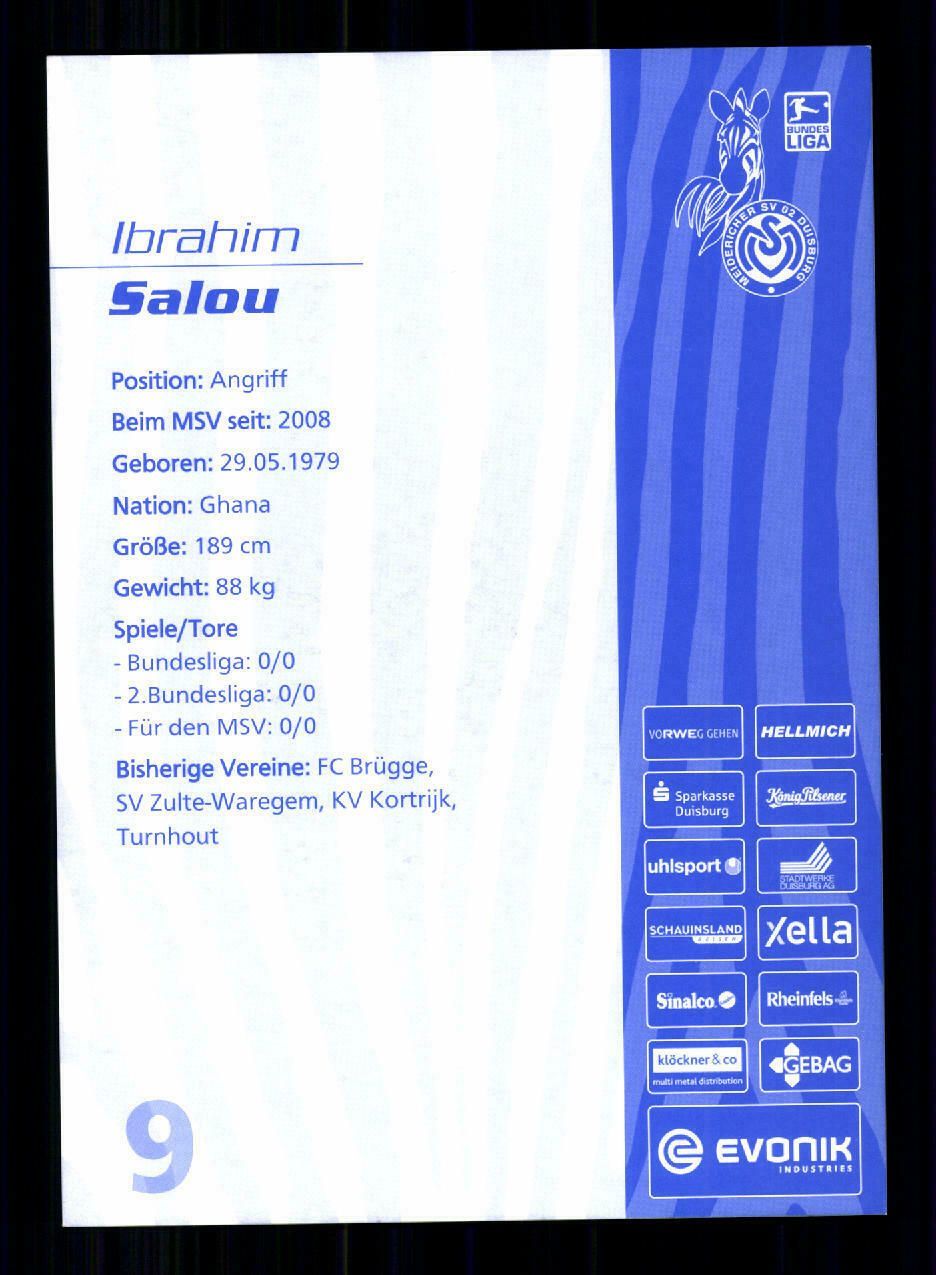 BUNDES
LIGA
MEIDERICHER SV 02 DUISBURG
Ibrahim
Salou
Position: Angriff
Beim MSV seit: 2008
Geboren: 29.05.1979
Nation: Ghana
Größe: 189 cm
Gewicht: 88 kg
Spiele/Tore
- Bundesliga: 0/0
- 2.Bundesliga: 0/0
- Für den MSV: 0/0
Bisherige Vereine: FC Brügge,
SV Zulte-Waregem, KV Kortrijk,
Turnhout
9
VORWEG GEHEN
HELLMICH
Sparkasse
Duisburg
König Pilsener
uhlsport
STADTWERKE
DUISBURG AG
SCHAUINSLAND
REISEN
Xella
Sinalco
Rheinfels
klöckner & co
multi metal distribution
GEBAG
EVONIK
INDUSTRIES